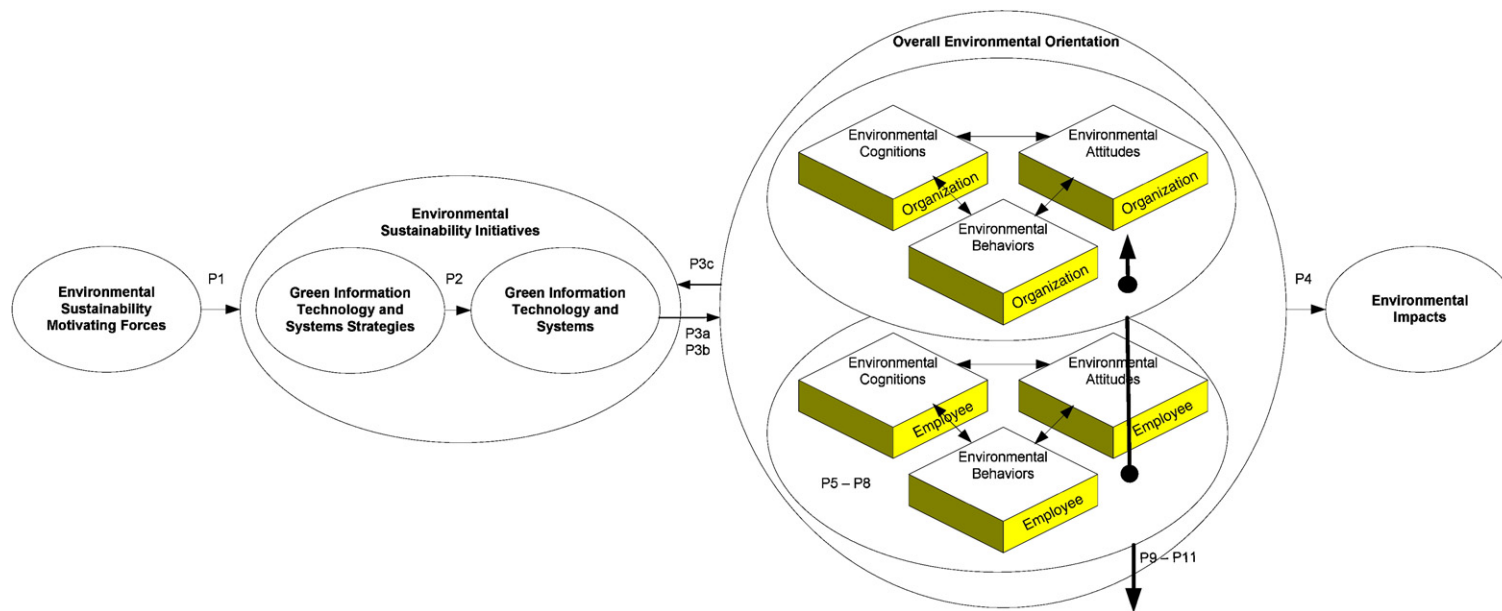 Overall Environmental Orientation
Environmental
Cognitions
Environmental
Attitudes
Organization
Organization
Environmental
Behaviors
Organization
Environmental
Sustainability Initiatives
P1
Environmental
Sustainability
Motivating Forces
Green Information
Technology and
Systems Strategies
P2
Green Information
Technology and
Systems
P3c
P3a
P3b
P4
Environmental
Impacts
Environmental
Cognitions
Environmental
Attitudes
Employee
Employee
Environmental
Behaviors
Employee
P5 – P8
P9 – P11